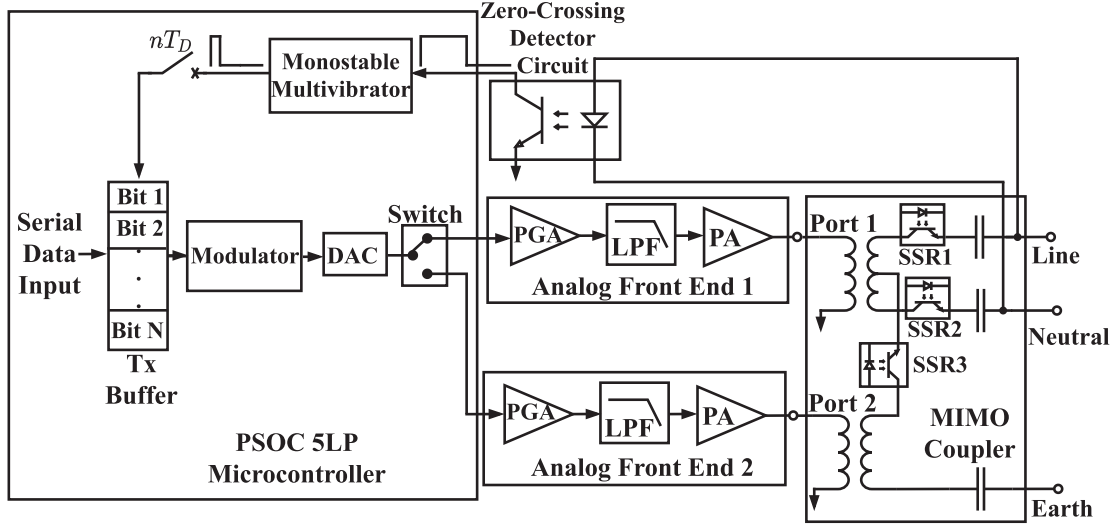 Zero-Crossing
Detector
Circuit
nT_D
Monostable
Multivibrator
Serial
Data
Input
Bit 1
Bit 2
Bit N
Tx
Buffer
Modulator
DAC
Switch
PGA
LPF
PA
Analog Front End 1
Port 1
SSR1
Line
SSR2
Neutral
SSR3
PGA
LPF
PA
Analog Front End 2
Port 2
MIMO
Coupler
Earth
PSOC 5LP
Microcontroller